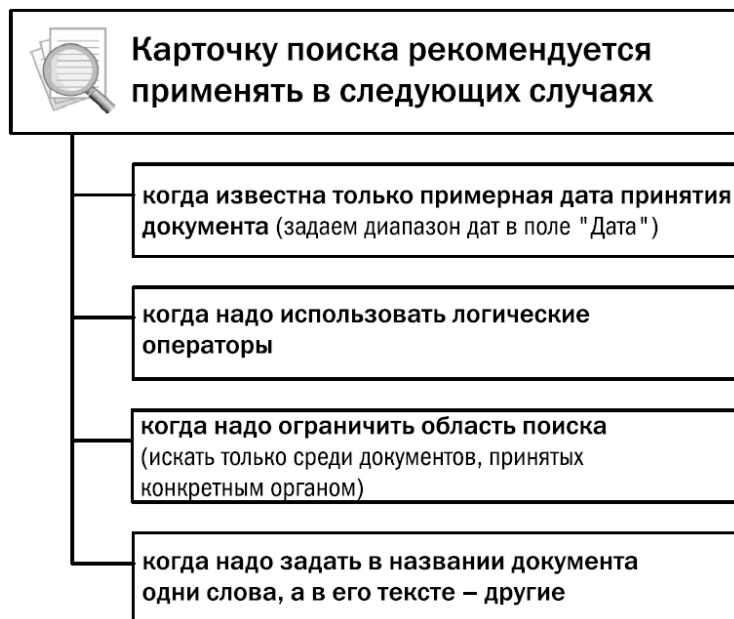 Карточку поиска рекомендуется
применять в следующих случаях
когда известна только примерная дата принятия
документа (задаем диапазон дат в поле "Дата")
когда надо использовать логические
операторы
когда надо ограничить область поиска
(искать только среди документов, принятых
конкретным органом)
когда надо задать в названии документа
одни слова, а в его тексте – другие